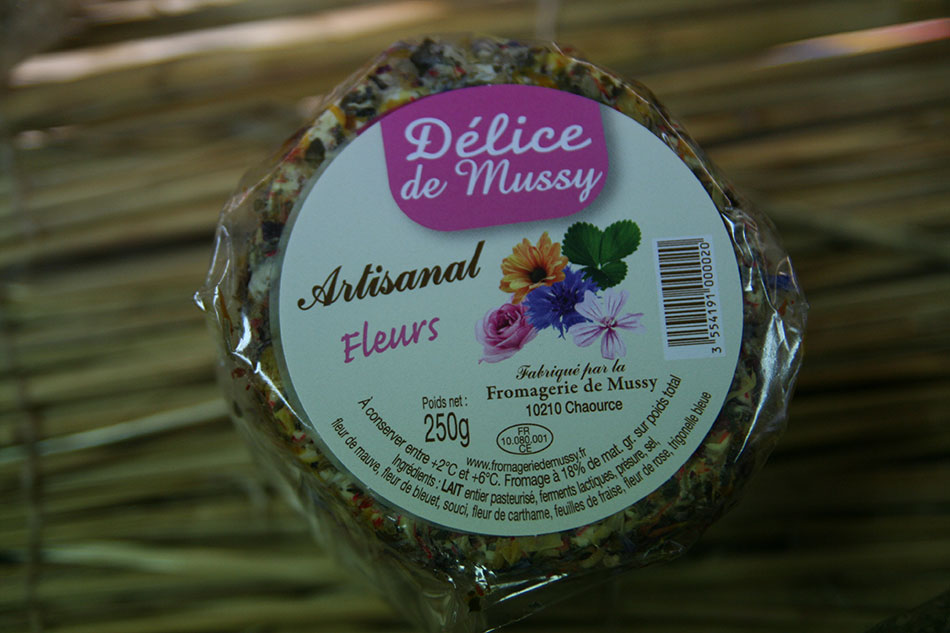 Délice
de Mussy
Artisanal
Fleurs
Fabriqué par la
Fromagerie de Mussy
10210 Chaource
Poids net :
250g
FR
10.080.001
CE
www.fromageriedemussy.fr
A conserver entre +2°C et +6°C. Fromage à 18% de mat. gr. sur poids total
Ingrédients : LAIT entier pasteurisé, ferments lactiques, présure, sel,
fleur de mauve, fleur de bleuet, souci, fleur de carthame, feuilles de fraise, fleur de rose, trigonelle bleue
3 554191 000020